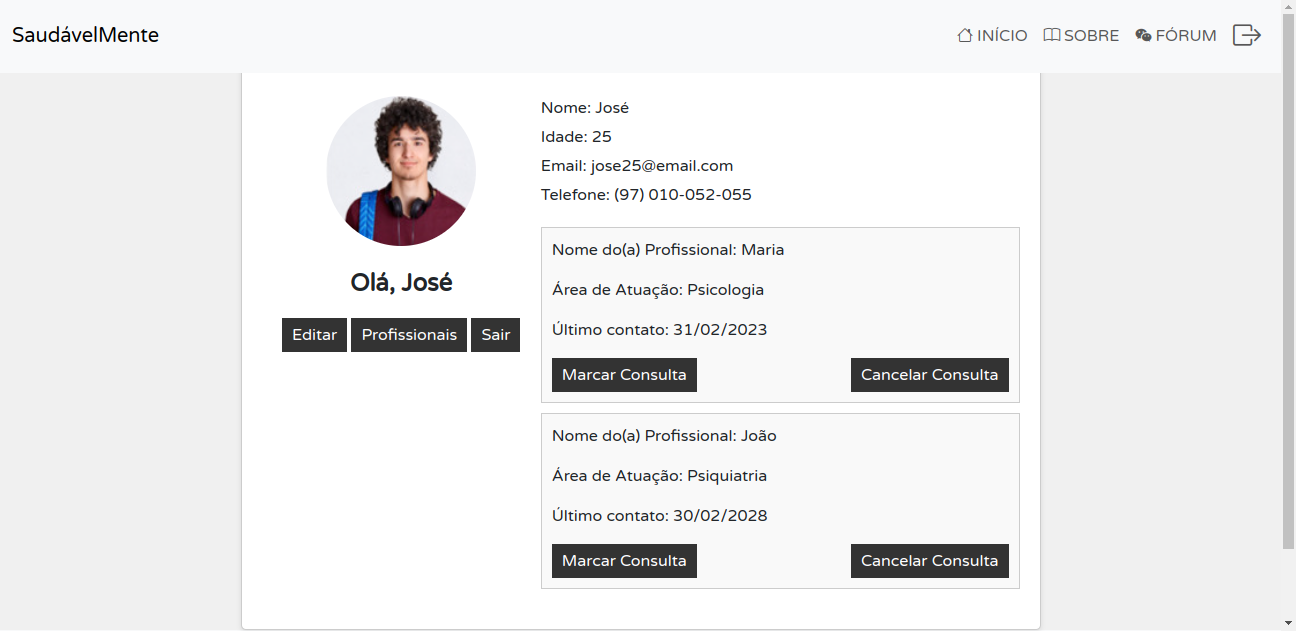 SaudávelMente
INÍCIO SOBRE FÓRUM
Olá, José
Editar Profissionais Sair
Nome: José
Idade: 25
Email: jose25@email.com
Telefone: (97) 010-052-055
Nome do(a) Profissional: Maria
Área de Atuação: Psicologia
Último contato: 31/02/2023
Marcar Consulta Cancelar Consulta
Nome do(a) Profissional: João
Área de Atuação: Psiquiatria
Último contato: 30/02/2028
Marcar Consulta Cancelar Consulta